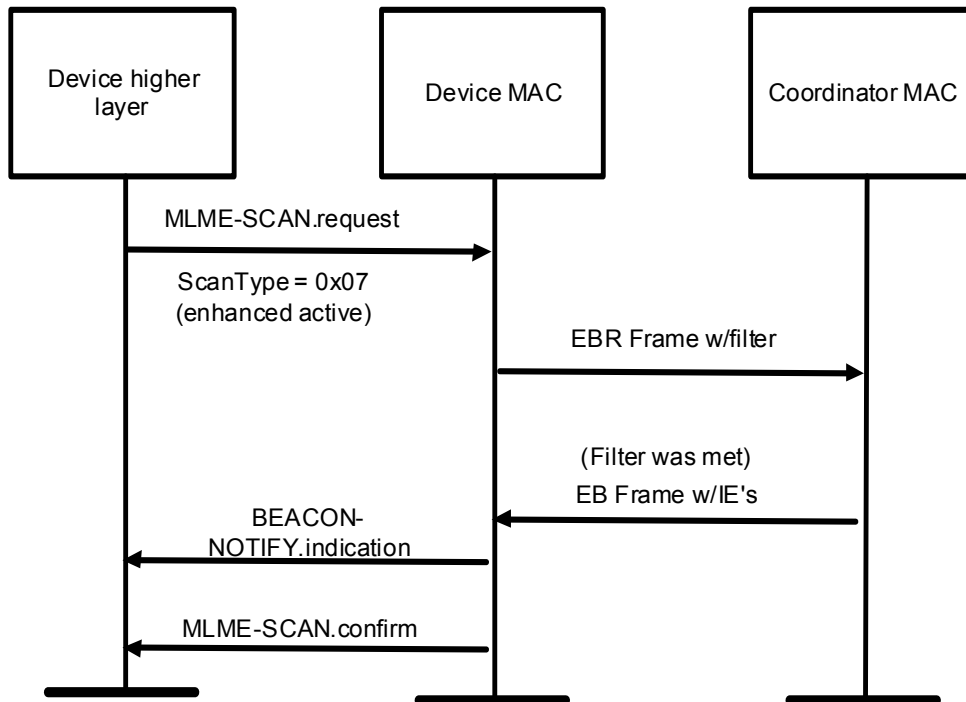 Device higher
layer
Device MAC
Coordinator MAC
MLME-SCAN.request
ScanType = 0x07
(enhanced active)
EBR Frame w/filter
(Filter was met)
EB Frame w/IE's
BEACON-
NOTIFY.indication
MLME-SCAN.confirm